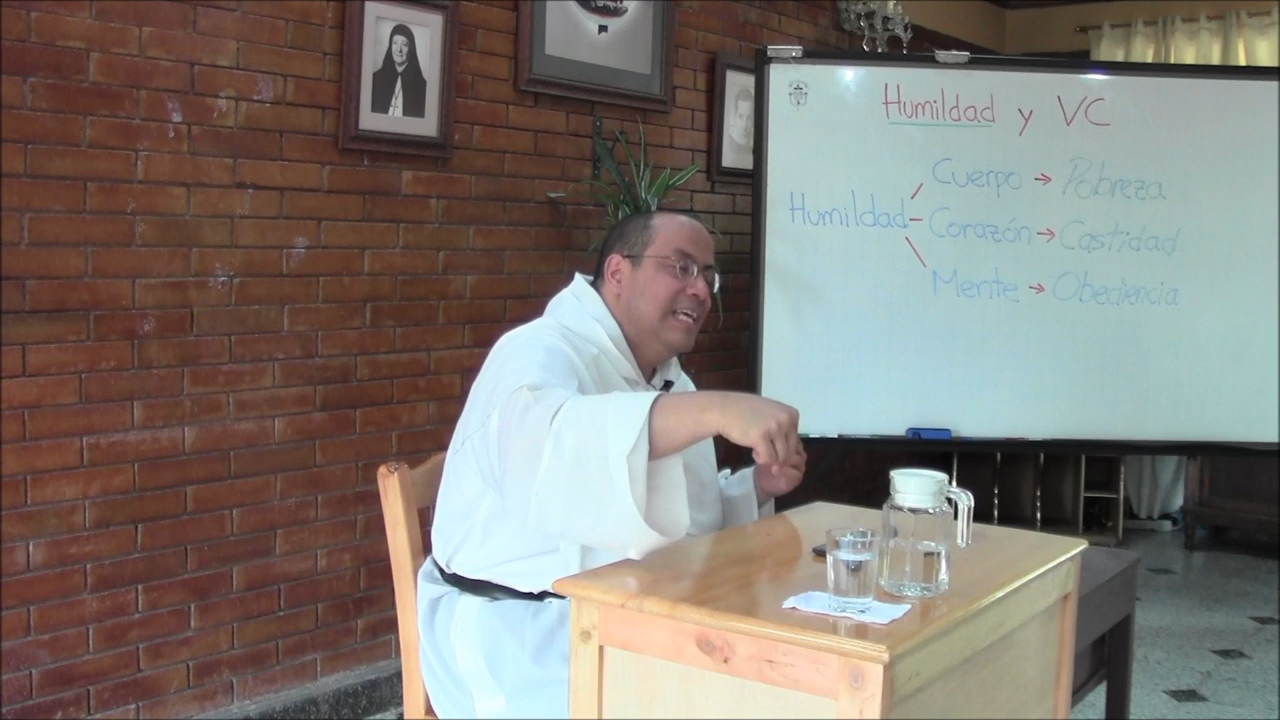 Humildad y VC
Cuerpo → Pobreza
Humildad - Corazón → Castidad
Mente → Obediencia